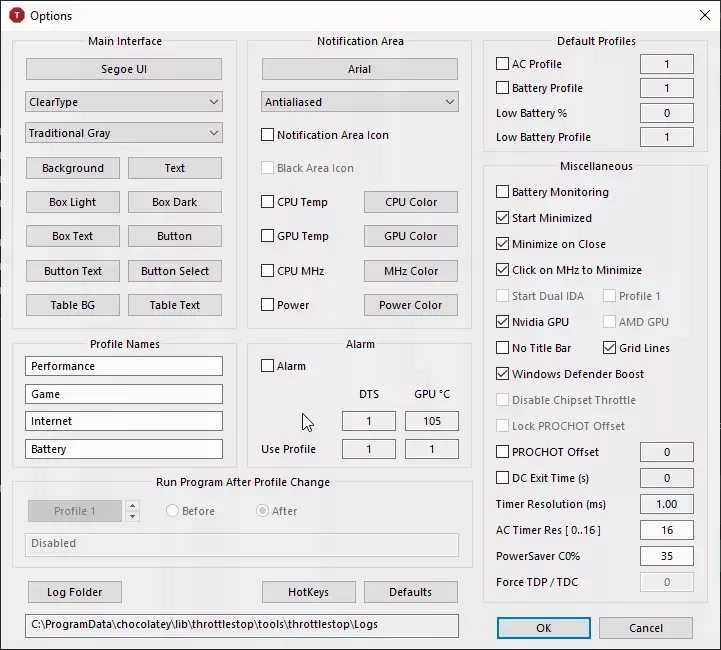 Options
Main Interface
Segoe UI
ClearType
Traditional Gray
Background Text
Box Light Box Dark
Box Text Button
Button Text Button Select
Table BG Table Text
Notification Area
Arial
Antialiased
Notification Area Icon
Black Area Icon
CPU Temp CPU Color
GPU Temp GPU Color
CPU MHz MHz Color
Power Power Color
Default Profiles
AC Profile 1
Battery Profile 1
Low Battery % 0
Low Battery Profile 1
Miscellaneous
Battery Monitoring
Start Minimized
Minimize on Close
Click on MHz to Minimize
Start Dual IDA Profile 1
Nvidia GPU AMD GPU
No Title Bar Grid Lines
Windows Defender Boost
Disable Chipset Throttle
Lock PROCHOT Offset
PROCHOT Offset 0
DC Exit Time (s) 0
Timer Resolution (ms) 1.00
AC Timer Res [ 0..16 ] 16
PowerSaver C0% 35
Force TDP / TDC 0
Profile Names
Performance
Game
Internet
Battery
Alarm
Alarm
DTS GPU °C
1 105
Use Profile 1 1
Run Program After Profile Change
Profile 1 Before After
Disabled
Log Folder HotKeys Defaults
C:\ProgramData\chocolatey\lib\throttlestop\tools\throttlestop\Logs
OK Cancel